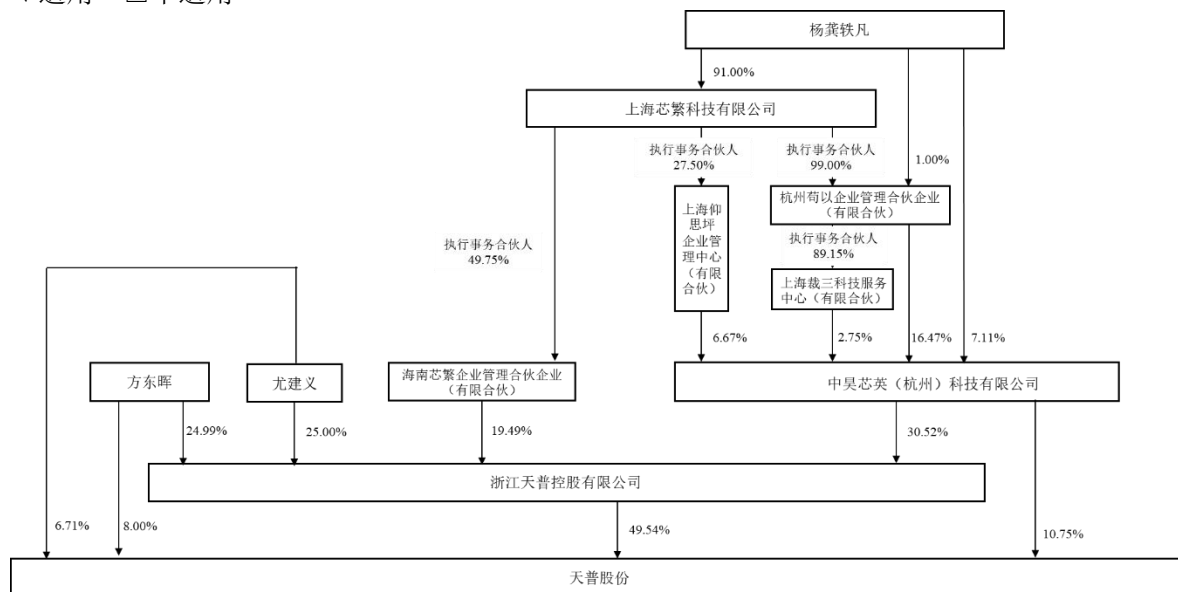 杨龚轶凡
91.00%
上海芯繁科技有限公司
执行事务合伙人
27.50%
执行事务合伙人
99.00%
1.00%
上海仰
思坪
企业管
理中心
（有限
合伙）
杭州苟以企业管理合伙企业
（有限合伙）
执行事务合伙人
49.75%
执行事务合伙人
89.15%
上海裁三科技服务
中心（有限合伙）
6.67%
2.75%
16.47%
7.11%
方东晖
尤建义
海南芯繁企业管理合伙企业
（有限合伙）
中昊芯英（杭州）科技有限公司
24.99%
25.00%
19.49%
30.52%
浙江天普控股有限公司
6.71%
8.00%
49.54%
10.75%
天普股份